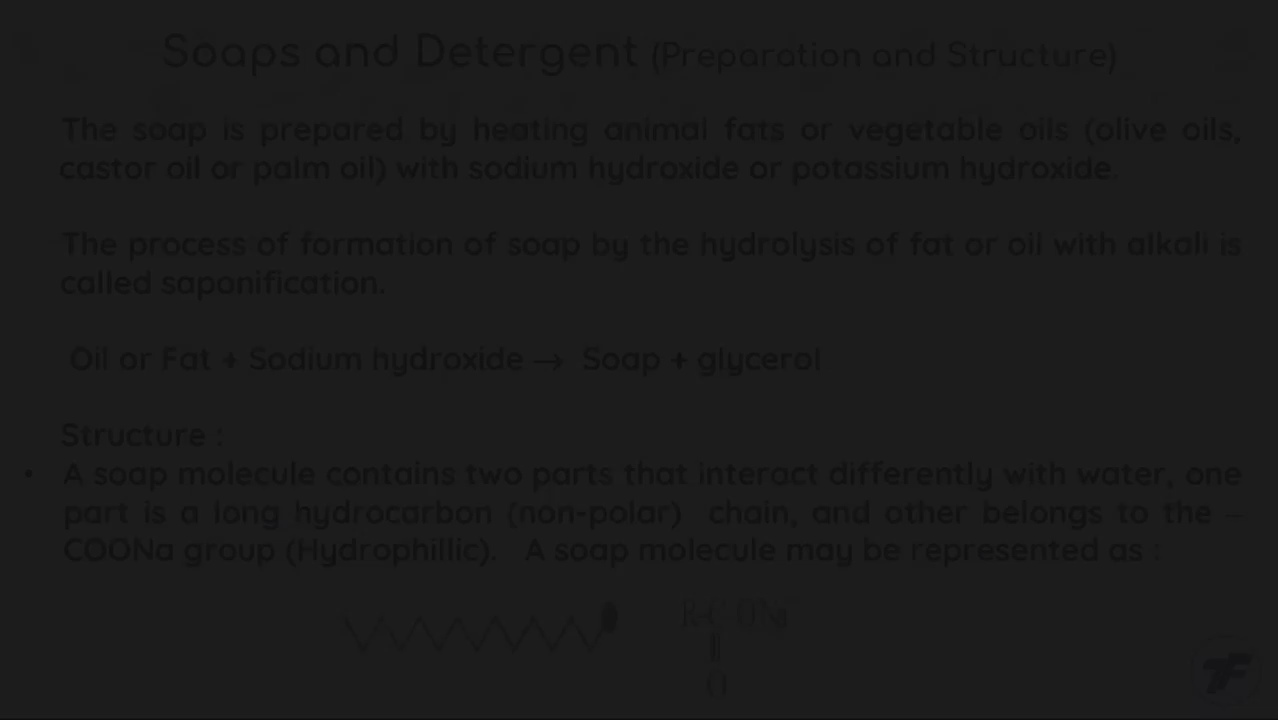 Soaps and Detergent (Preparation and Structure)
The soap is prepared by heating animal fats or vegetable oils (olive oils,
castor oil or palm oil) with sodium hydroxide or potassium hydroxide.
The process of formation of soap by the hydrolysis of fat or oil with alkali is
called saponification.
Oil or Fat + Sodium hydroxide → Soap + glycerol
Structure :
• A soap molecule contains two parts that interact differently with water, one
part is a long hydrocarbon (non-polar) chain, and other belongs to the –
COONa group (Hydrophillic). A soap molecule may be represented as :
O